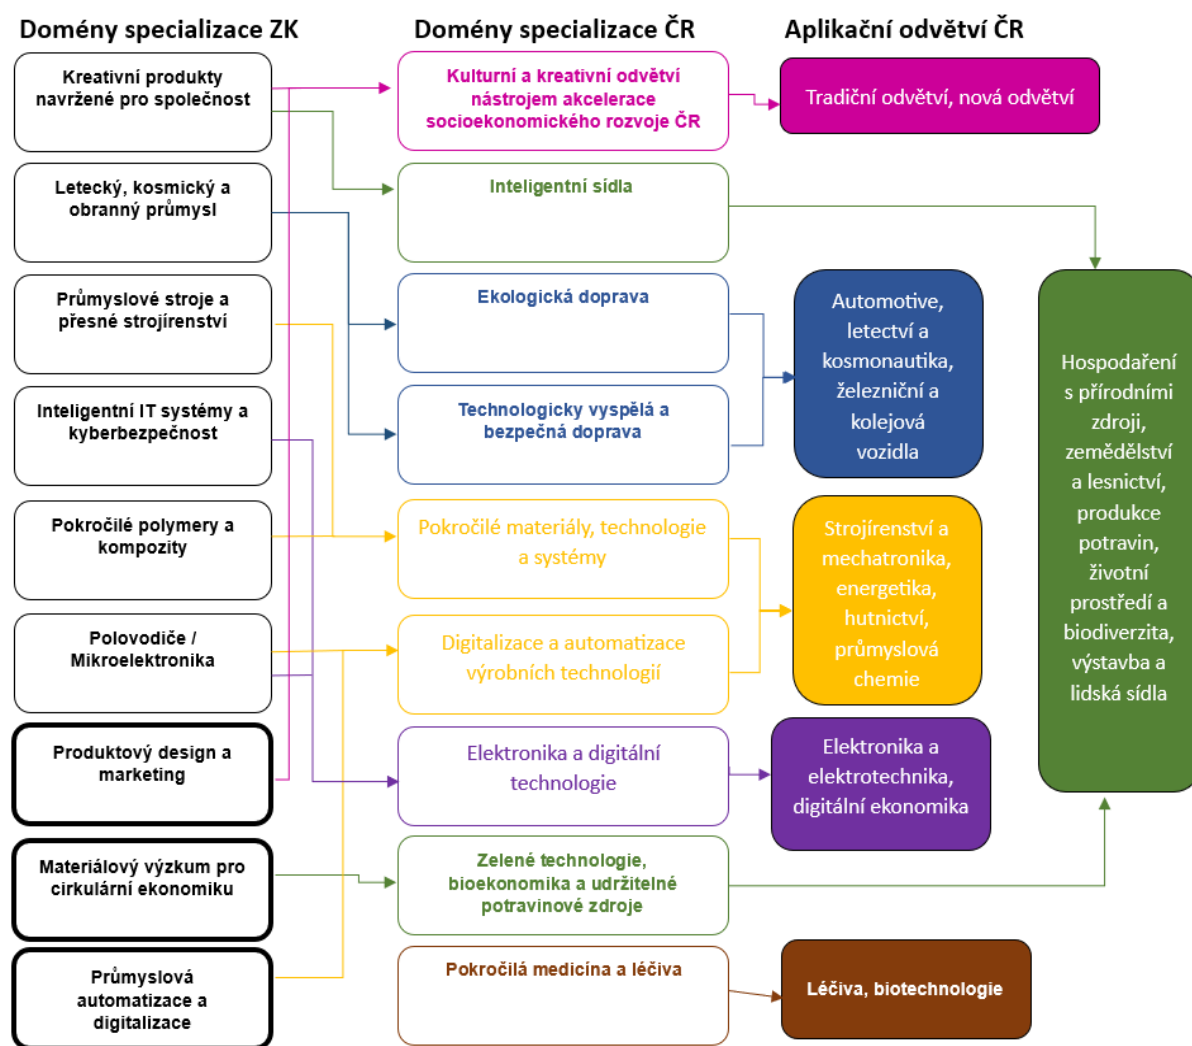 Domény specializace ZK
Kreativní produkty
navržené pro společnost
Letecký, kosmický a
obranný průmysl
Průmyslové stroje a
přesné strojírenství
Inteligentní IT systémy a
kyberbezpečnost
Pokročilé polymery a
kompozity
Polovodiče /
Mikroelektronika
Produktový design a
marketing
Materiálový výzkum pro
cirkulární ekonomiku
Průmyslová
automatizace a
digitalizace
Domény specializace ČR
Kulturní a kreativní odvětví
nástrojem akcelerace
socioekonomického rozvoje ČR
Inteligentní sídla
Ekologická doprava
Technologicky vyspělá a
bezpečná doprava
Pokročilé materiály, technologie
a systémy
Digitalizace a automatizace
výrobních technologií
Elektronika a digitální
technologie
Zelené technologie,
bioekonomika a udržitelné
potravinové zdroje
Pokročilá medicína a léčiva
Aplikační odvětví ČR
Tradiční odvětví, nová odvětví
Automotive,
letectví a
kosmonautika,
železniční a
kolejová
vozidla
Strojírenství a
mechatronika,
energetika,
hutnictví,
průmyslová
chemie
Elektronika a
elektrotechnika,
digitální ekonomika
Léčiva, biotechnologie
Hospodaření
s přírodními
zdroji,
zemědělství
a lesnictví,
produkce
potravin,
životní
prostředí a
biodiverzita,
výstavba a
lidská sídla